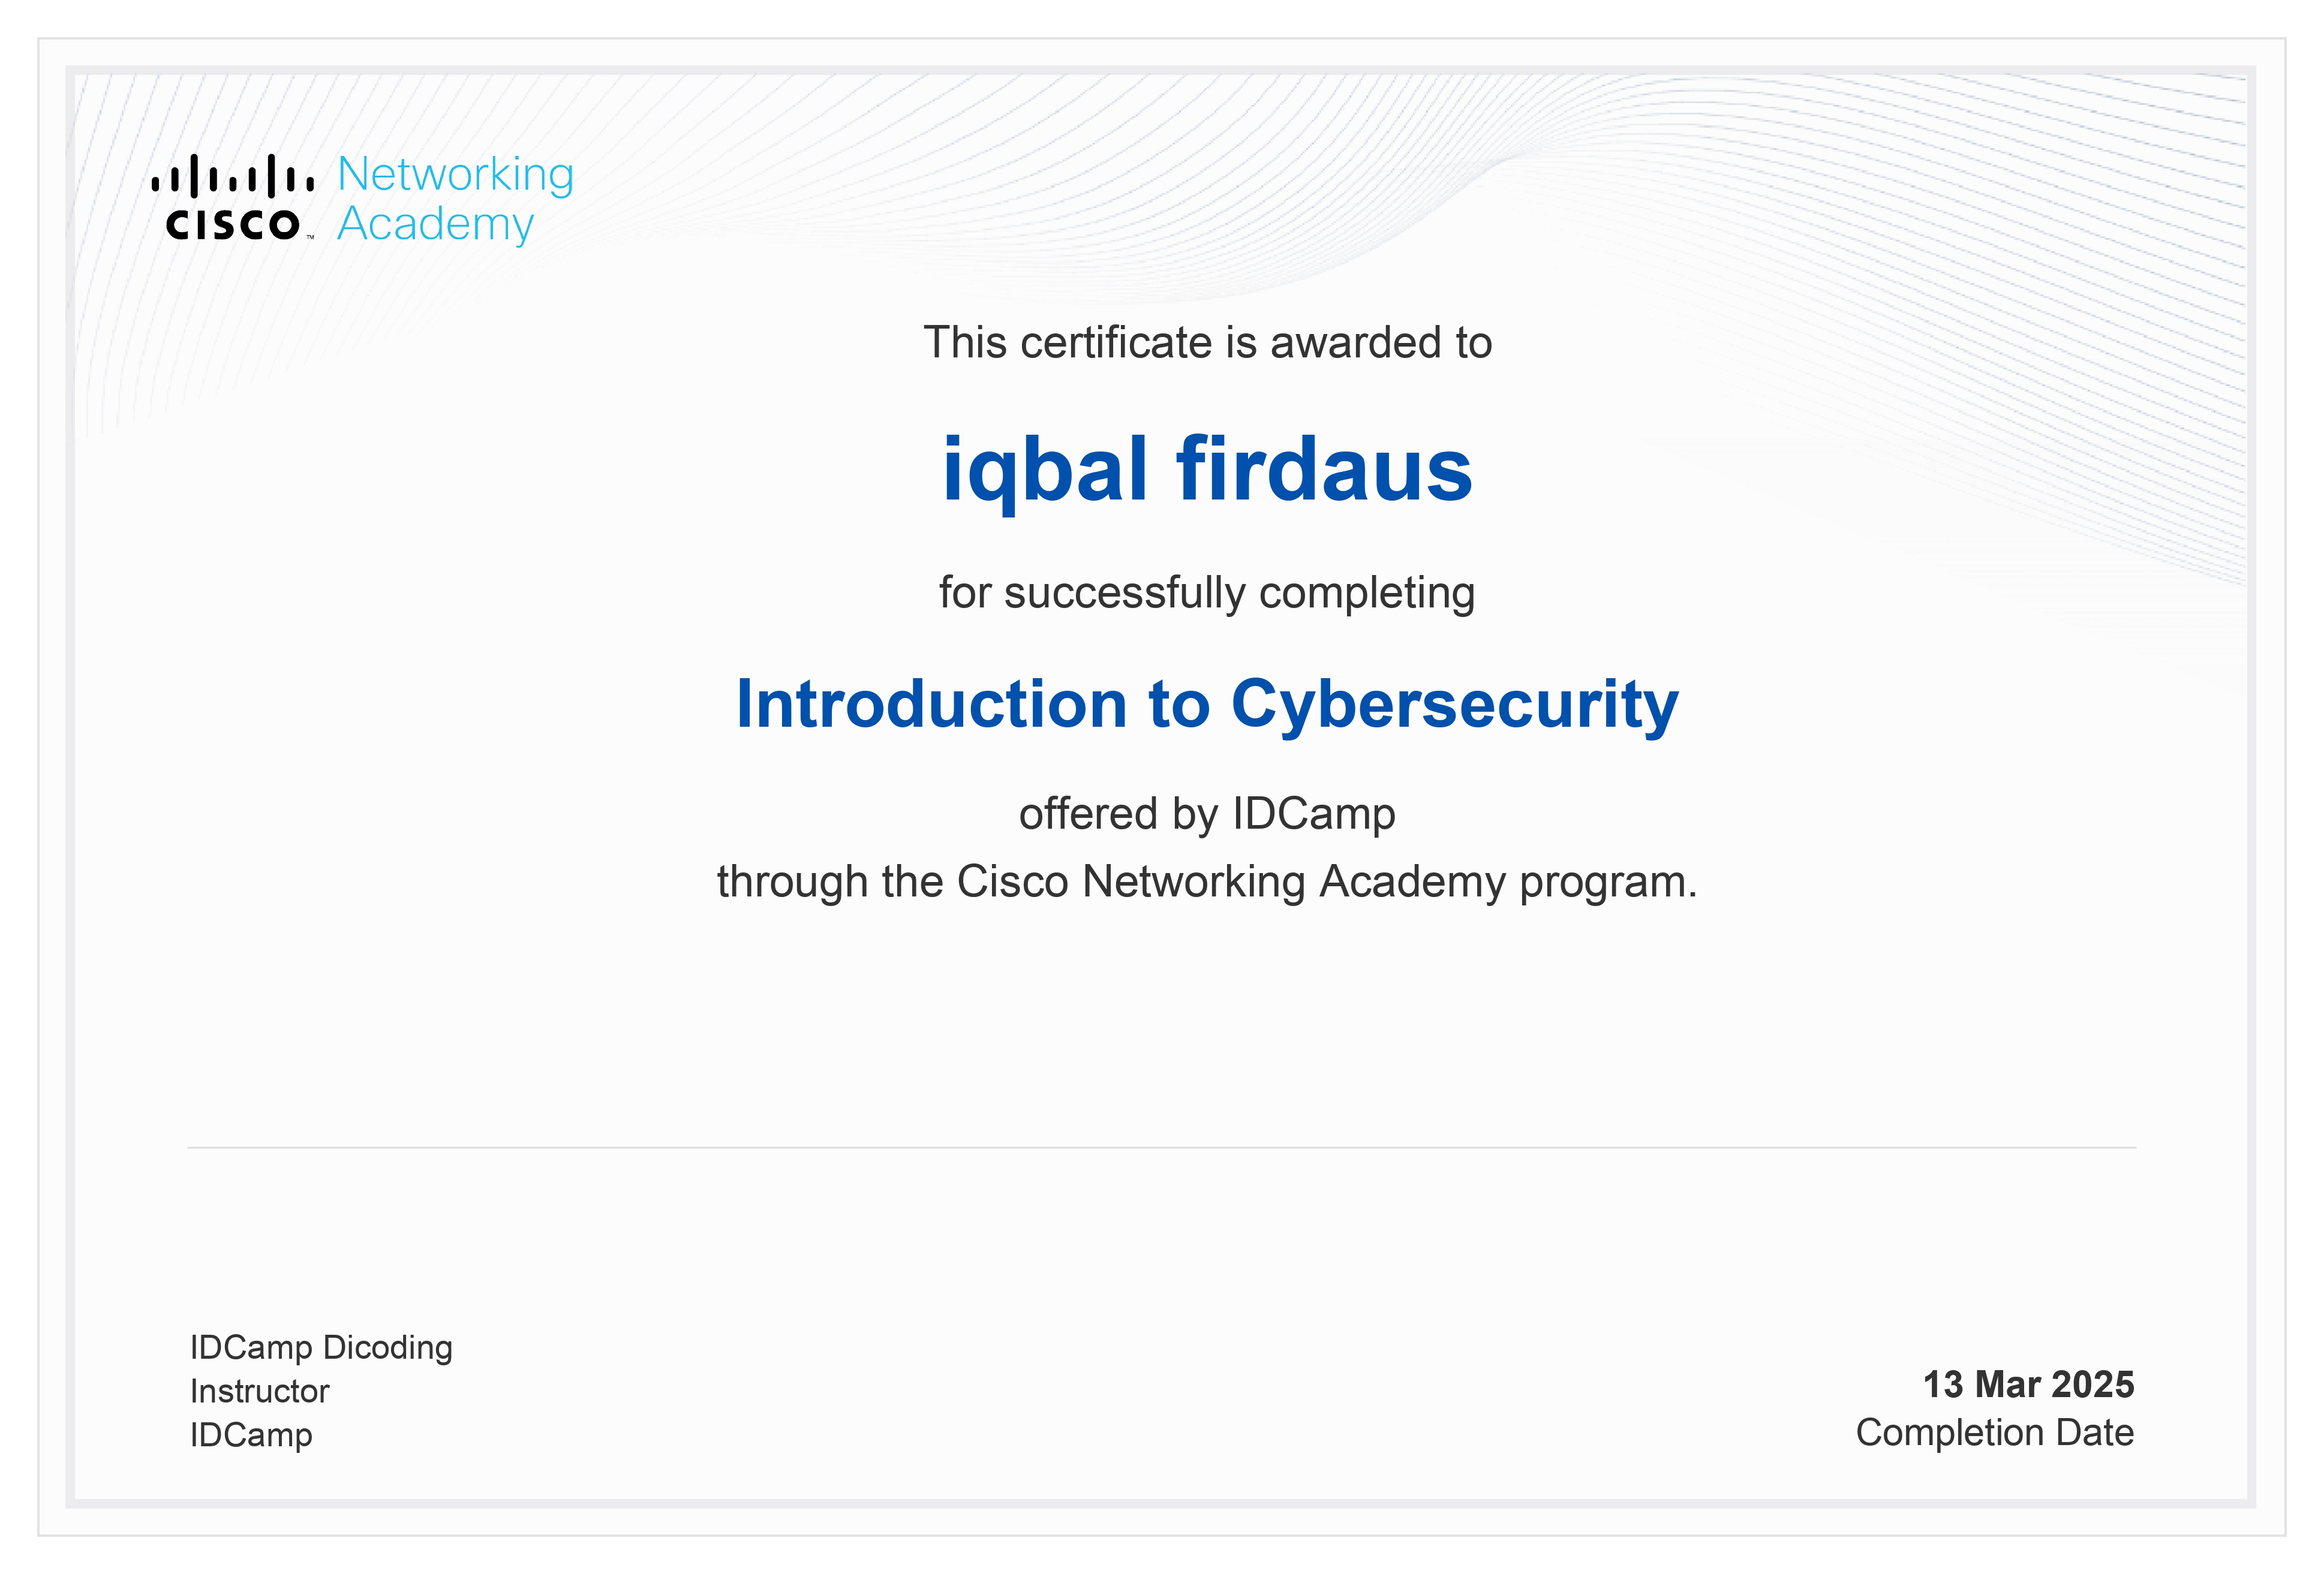 Networking
Academy
CISCO ™
This certificate is awarded to
iqbal firdaus
for successfully completing
Introduction to Cybersecurity
offered by IDCamp
through the Cisco Networking Academy program.
IDCamp Dicoding
Instructor
IDCamp
13 Mar 2025
Completion Date